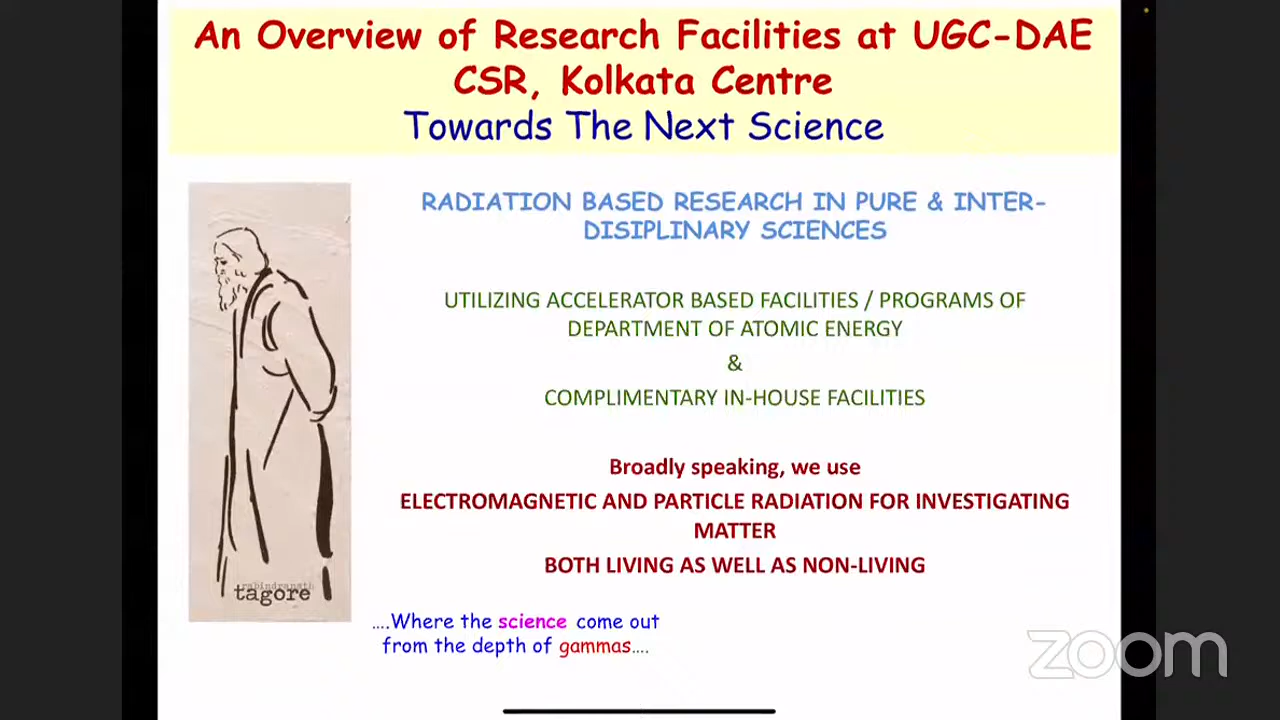 An Overview of Research Facilities at UGC-DAE
CSR, Kolkata Centre
Towards The Next Science
RADIATION BASED RESEARCH IN PURE & INTER-
DISIPLINARY SCIENCES
UTILIZING ACCELERATOR BASED FACILITIES / PROGRAMS OF
DEPARTMENT OF ATOMIC ENERGY
&
COMPLIMENTARY IN-HOUSE FACILITIES
Broadly speaking, we use
ELECTROMAGNETIC AND PARTICLE RADIATION FOR INVESTIGATING
MATTER
BOTH LIVING AS WELL AS NON-LIVING
rabindranath
tagore
....Where the science come out
from the depth of gammas....
zoom